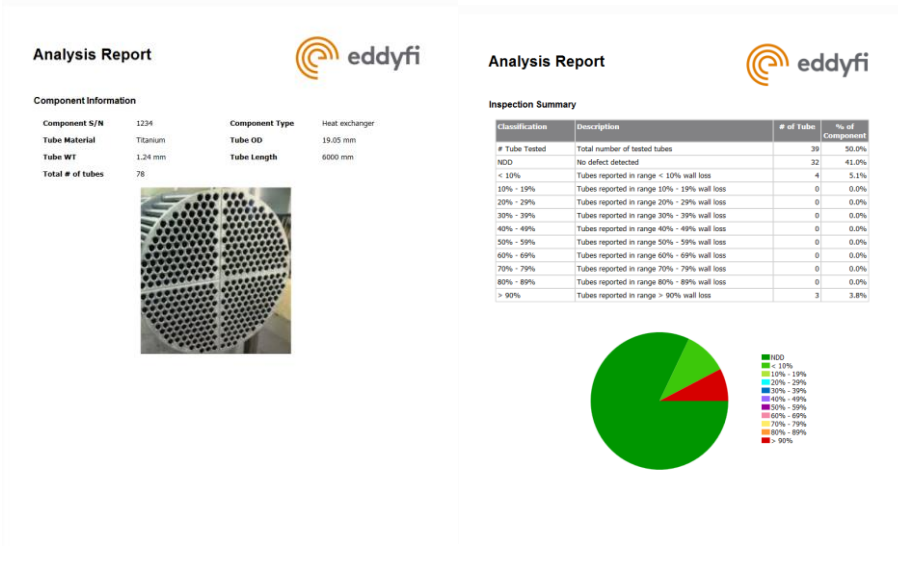 Analysis Report
eddyfi
Component Information
Component S/N 1234 Component Type Heat exchanger
Tube Material Titanium Tube OD 19.05 mm
Tube WT 1.24 mm Tube Length 6000 mm
Total # of tubes 78
Analysis Report
eddyfi
Inspection Summary
Classification Description # of Tube % of
Component
# Tube Tested Total number of tested tubes 39 50.0%
NDD No defect detected 32 41.0%
< 10% Tubes reported in range < 10% wall loss 4 5.1%
10% - 19% Tubes reported in range 10% - 19% wall loss 0 0.0%
20% - 29% Tubes reported in range 20% - 29% wall loss 0 0.0%
30% - 39% Tubes reported in range 30% - 39% wall loss 0 0.0%
40% - 49% Tubes reported in range 40% - 49% wall loss 0 0.0%
50% - 59% Tubes reported in range 50% - 59% wall loss 0 0.0%
60% - 69% Tubes reported in range 60% - 69% wall loss 0 0.0%
70% - 79% Tubes reported in range 70% - 79% wall loss 0 0.0%
80% - 89% Tubes reported in range 80% - 89% wall loss 0 0.0%
> 90% Tubes reported in range > 90% wall loss 3 3.8%
NDD
< 10%
10% - 19%
20% - 29%
30% - 39%
40% - 49%
50% - 59%
60% - 69%
70% - 79%
80% - 89%
> 90%